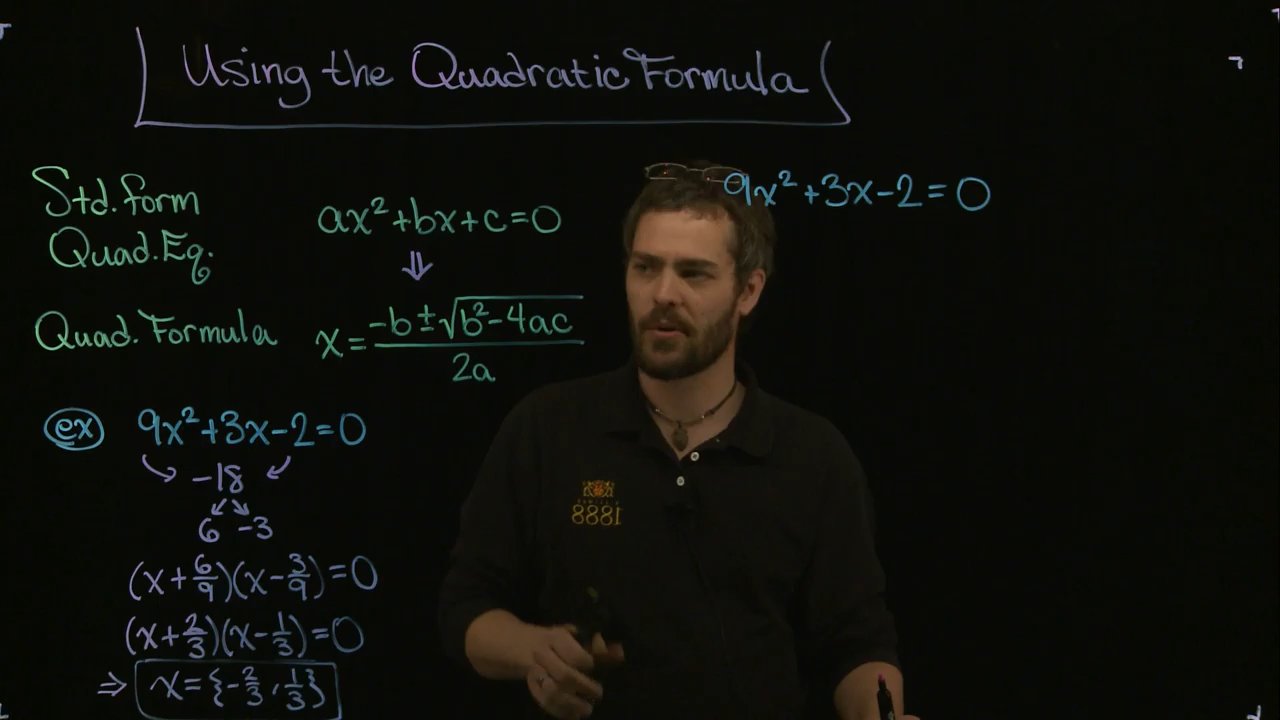 Using the Quadratic Formula
Std. form
Quad. Eq.
ax²+bx+c=0
⇓
Quad. Formula
x = (-b±√(b²-4ac))/(2a)
ex
9x²+3x-2=0
-18
6 -3
(x+6/9)(x-3/9)=0
(x+2/3)(x-1/3)=0
⇒ x={-2/3, 1/3}
9x²+3x-2=0
1888